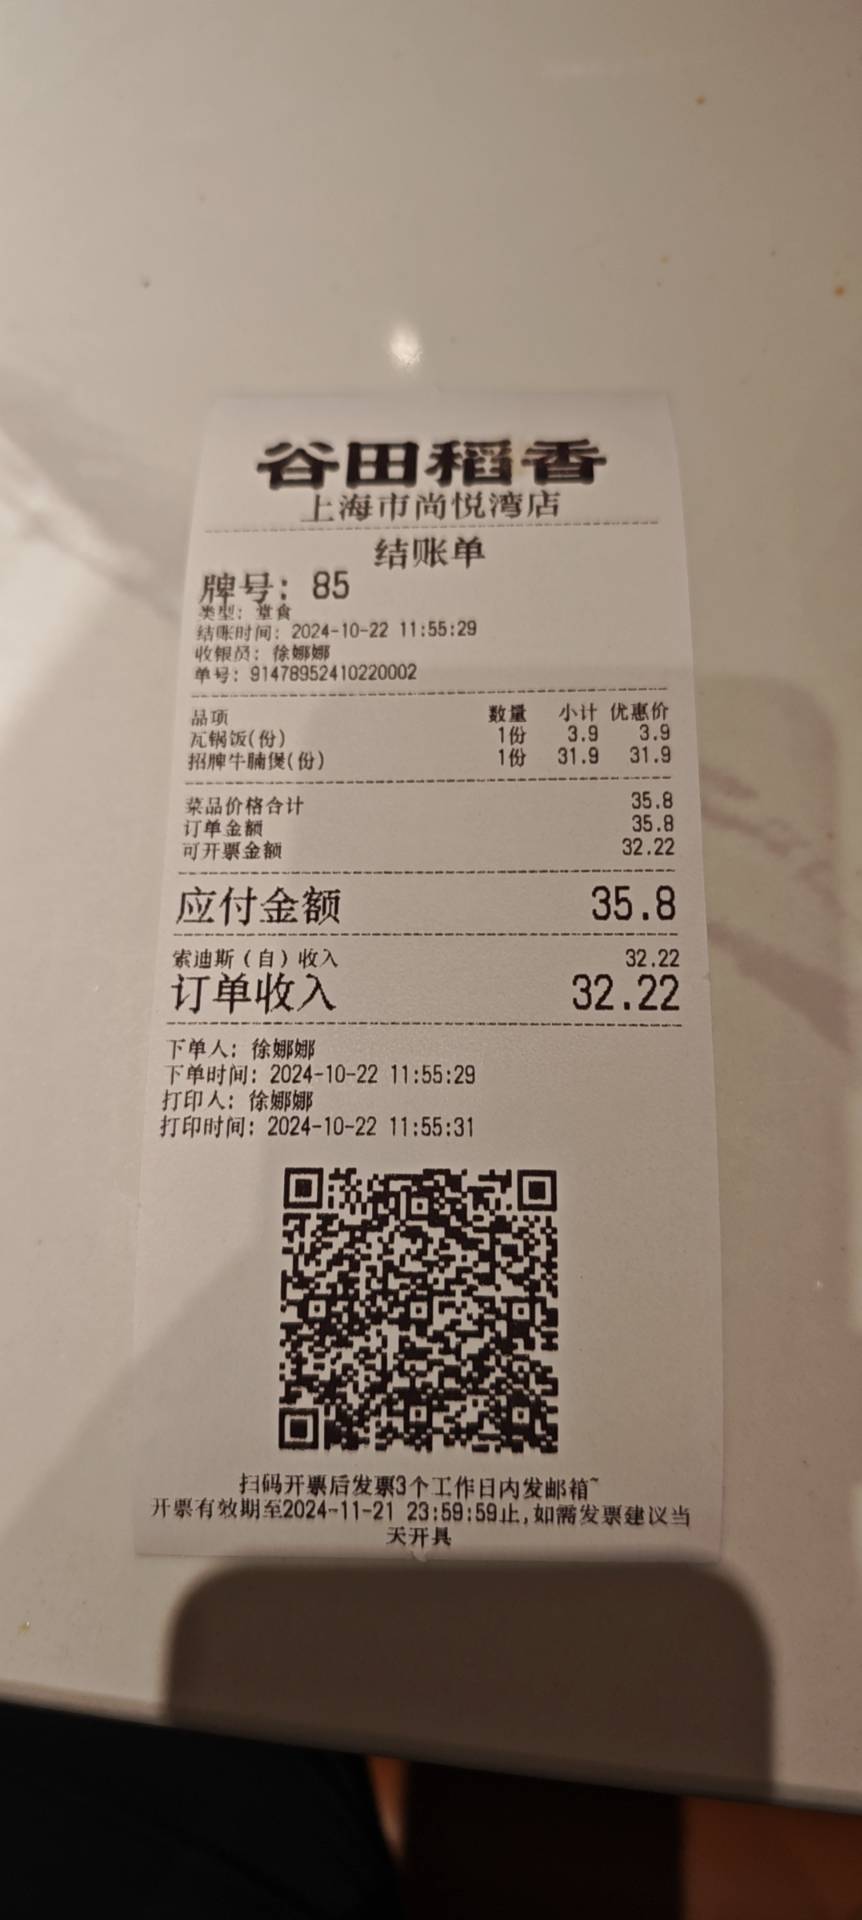 谷田稻香
上海市尚悦湾店
结账单
牌号: 85
类型: 堂食
结账时间: 2024-10-22 11:55:29
收银员: 徐娜娜
单号: 91478952410220002
品项 数量 小计 优惠价
瓦锅饭(份) 1份 3.9 3.9
招牌牛腩煲(份) 1份 31.9 31.9
菜品价格合计 35.8
订单金额 35.8
可开票金额 32.22
应付金额 35.8
索迪斯(自)收入 32.22
订单收入 32.22
下单人: 徐娜娜
下单时间: 2024-10-22 11:55:29
打印人: 徐娜娜
打印时间: 2024-10-22 11:55:31
扫码开票后发票3个工作日内发邮箱~
开票有效期至2024-11-21 23:59:59止,如需发票建议当
天开具